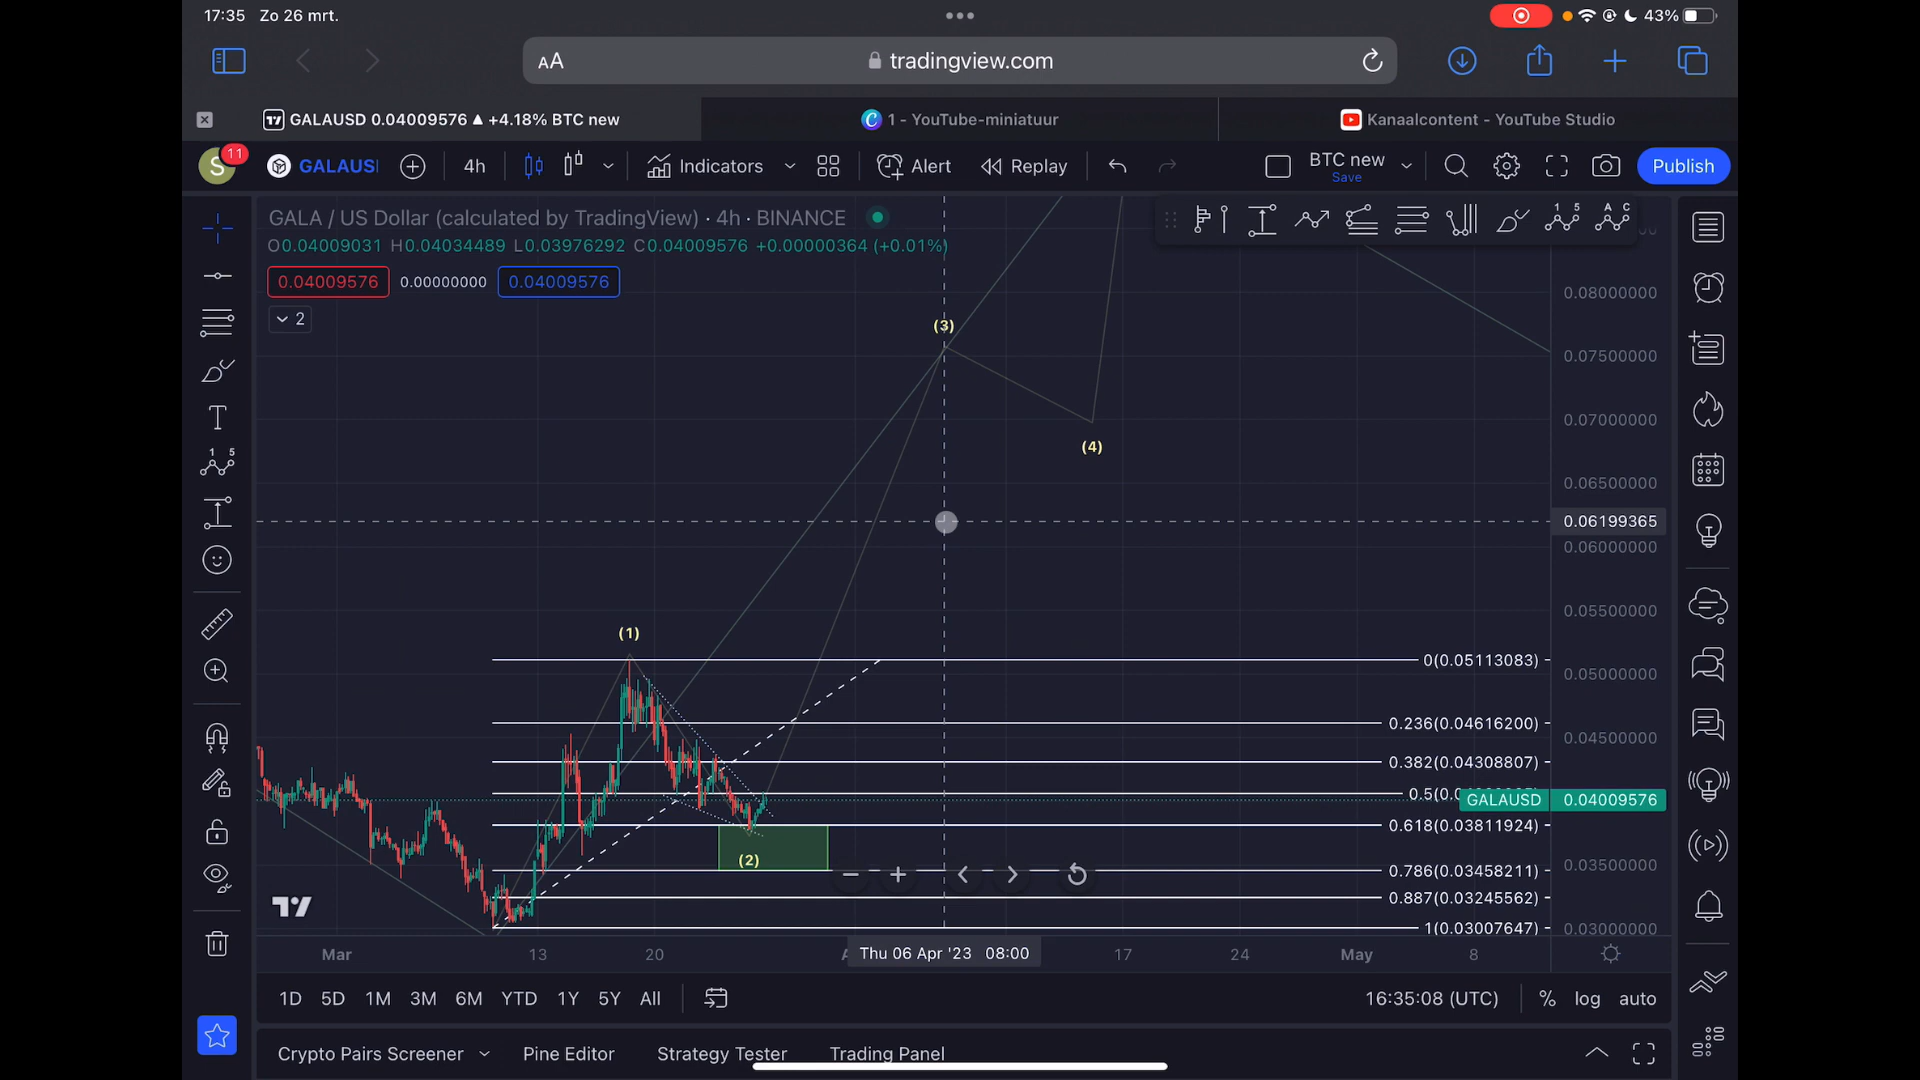 17:35 Zo 26 mrt.
43%
AA
tradingview.com
GALAUSD 0.04009576 ▲ +4.18% BTC new
1 - YouTube-miniatuur
Kanaalcontent - YouTube Studio
S
11
GALAUSI
4h
Indicators
Alert
Replay
BTC new
Save
Publish
GALA / US Dollar (calculated by TradingView) · 4h · BINANCE
O0.04009031 H0.04034489 L0.03976292 C0.04009576 +0.00000364 (+0.01%)
0.04009576
0.00000000
0.04009576
2
(3)
(4)
(1)
(2)
0.08000000
0.07500000
0.07000000
0.06500000
0.06199365
0.06000000
0.05500000
0(0.05113083)
0.05000000
0.236(0.04616200)
0.04500000
0.382(0.04308807)
0.5(0.0
GALAUSD
0.04009576
0.618(0.03811924)
0.03500000
0.786(0.03458211)
0.887(0.03245562)
1(0.03007647)
0.03000000
Mar
13
20
Thu 06 Apr '23 08:00
17
24
May
8
1D 5D 1M 3M 6M YTD 1Y 5Y All
16:35:08 (UTC)
% log auto
Crypto Pairs Screener
Pine Editor
Strategy Tester
Trading Panel